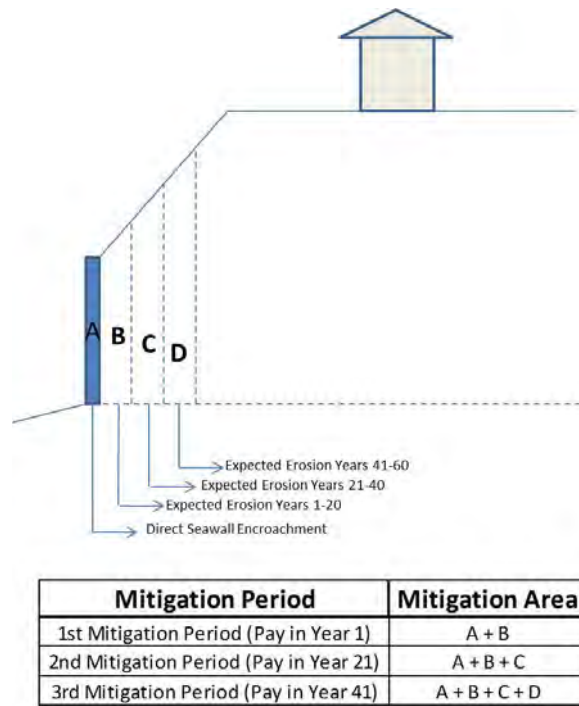 A
B
C
D
Expected Erosion Years 41-60
Expected Erosion Years 21-40
Expected Erosion Years 1-20
Direct Seawall Encroachment
Mitigation Period Mitigation Area
1st Mitigation Period (Pay in Year 1) A + B
2nd Mitigation Period (Pay in Year 21) A + B + C
3rd Mitigation Period (Pay in Year 41) A + B + C + D